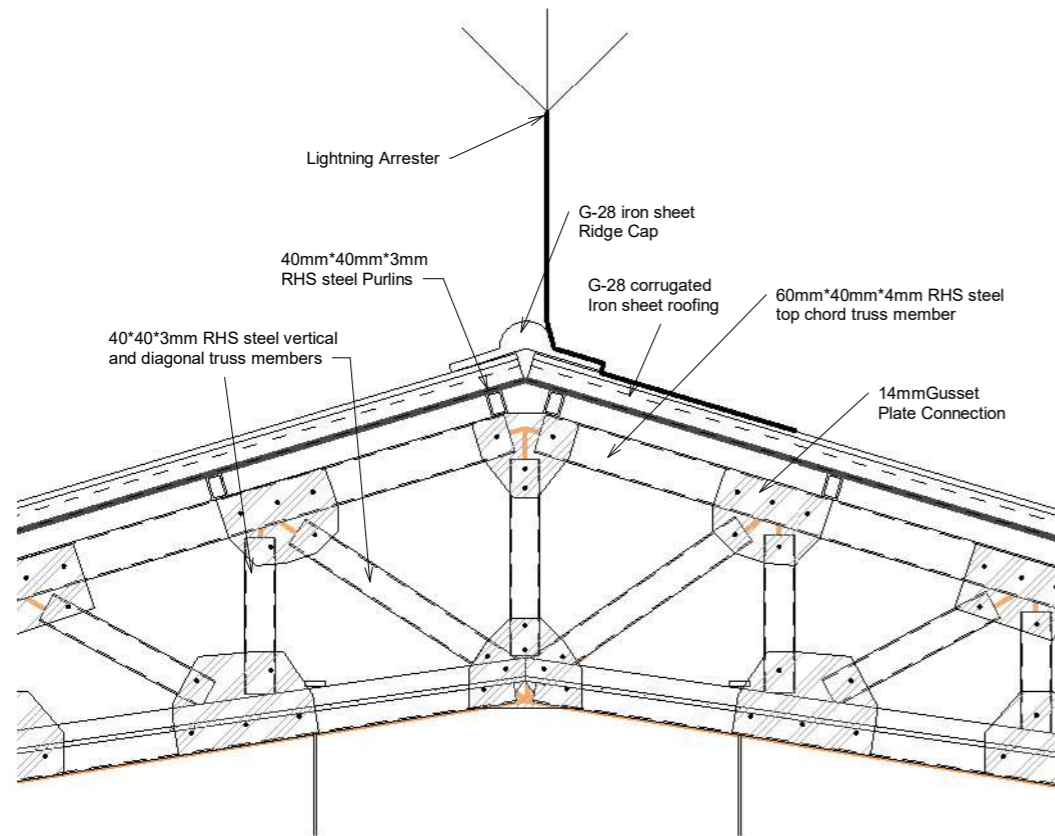 Lightning Arrester
G-28 iron sheet
Ridge Cap
40mm*40mm*3mm
RHS steel Purlins
G-28 corrugated
Iron sheet roofing
60mm*40mm*4mm RHS steel
top chord truss member
40*40*3mm RHS steel vertical
and diagonal truss members
14mmGusset
Plate Connection